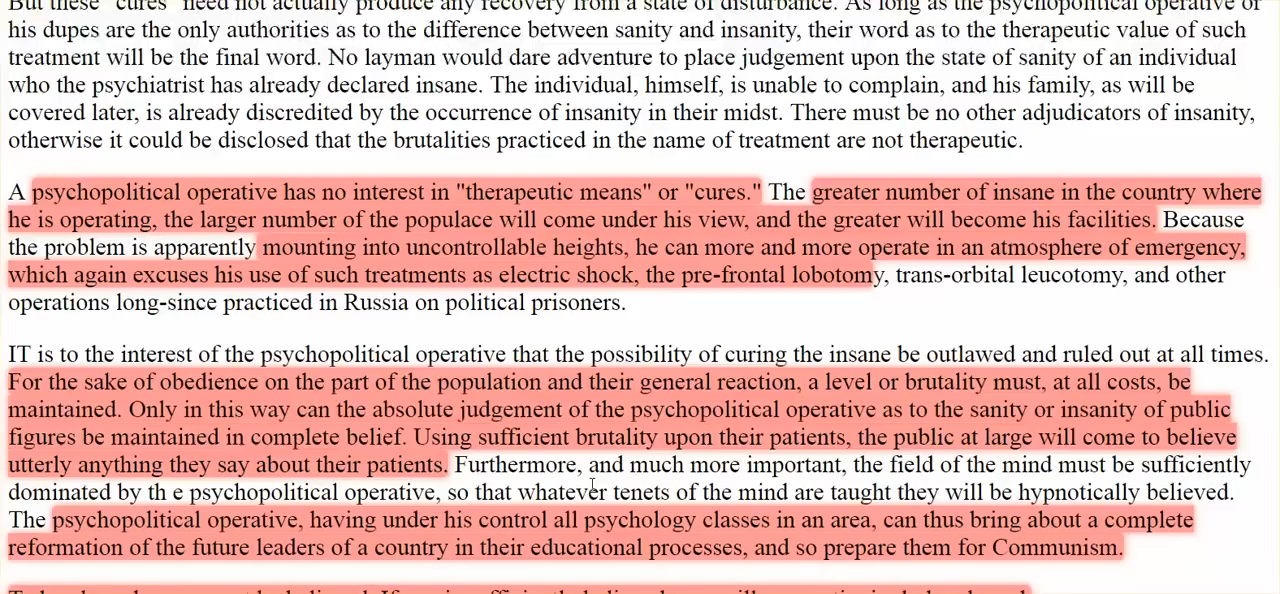 But these "cures" need not actually produce any recovery from a state of disturbance. As long as the psychopolitical operative or
his dupes are the only authorities as to the difference between sanity and insanity, their word as to the therapeutic value of such
treatment will be the final word. No layman would dare adventure to place judgement upon the state of sanity of an individual
who the psychiatrist has already declared insane. The individual, himself, is unable to complain, and his family, as will be
covered later, is already discredited by the occurrence of insanity in their midst. There must be no other adjudicators of insanity,
otherwise it could be disclosed that the brutalities practiced in the name of treatment are not therapeutic.
A psychopolitical operative has no interest in "therapeutic means" or "cures." The greater number of insane in the country where
he is operating, the larger number of the populace will come under his view, and the greater will become his facilities. Because
the problem is apparently mounting into uncontrollable heights, he can more and more operate in an atmosphere of emergency,
which again excuses his use of such treatments as electric shock, the pre-frontal lobotomy, trans-orbital leucotomy, and other
operations long-since practiced in Russia on political prisoners.
IT is to the interest of the psychopolitical operative that the possibility of curing the insane be outlawed and ruled out at all times.
For the sake of obedience on the part of the population and their general reaction, a level or brutality must, at all costs, be
maintained. Only in this way can the absolute judgement of the psychopolitical operative as to the sanity or insanity of public
figures be maintained in complete belief. Using sufficient brutality upon their patients, the public at large will come to believe
utterly anything they say about their patients. Furthermore, and much more important, the field of the mind must be sufficiently
dominated by th e psychopolitical operative, so that whatever tenets of the mind are taught they will be hypnotically believed.
The psychopolitical operative, having under his control all psychology classes in an area, can thus bring about a complete
reformation of the future leaders of a country in their educational processes, and so prepare them for Communism.